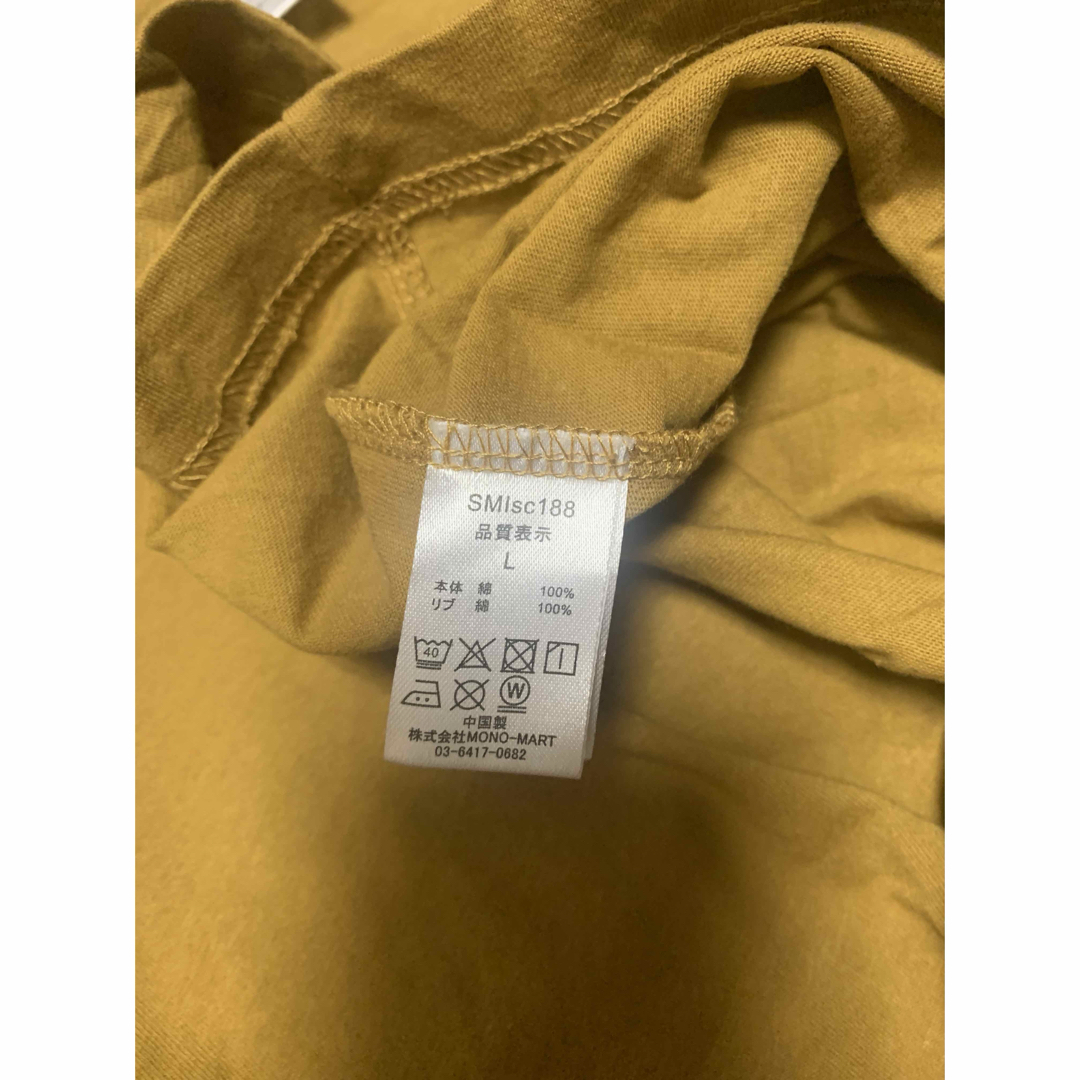 SMIsc188
品質表示
L
本体 綿 100%
リブ 綿 100%
40
W
中国製
株式会社MONO-MART
03-6417-0682